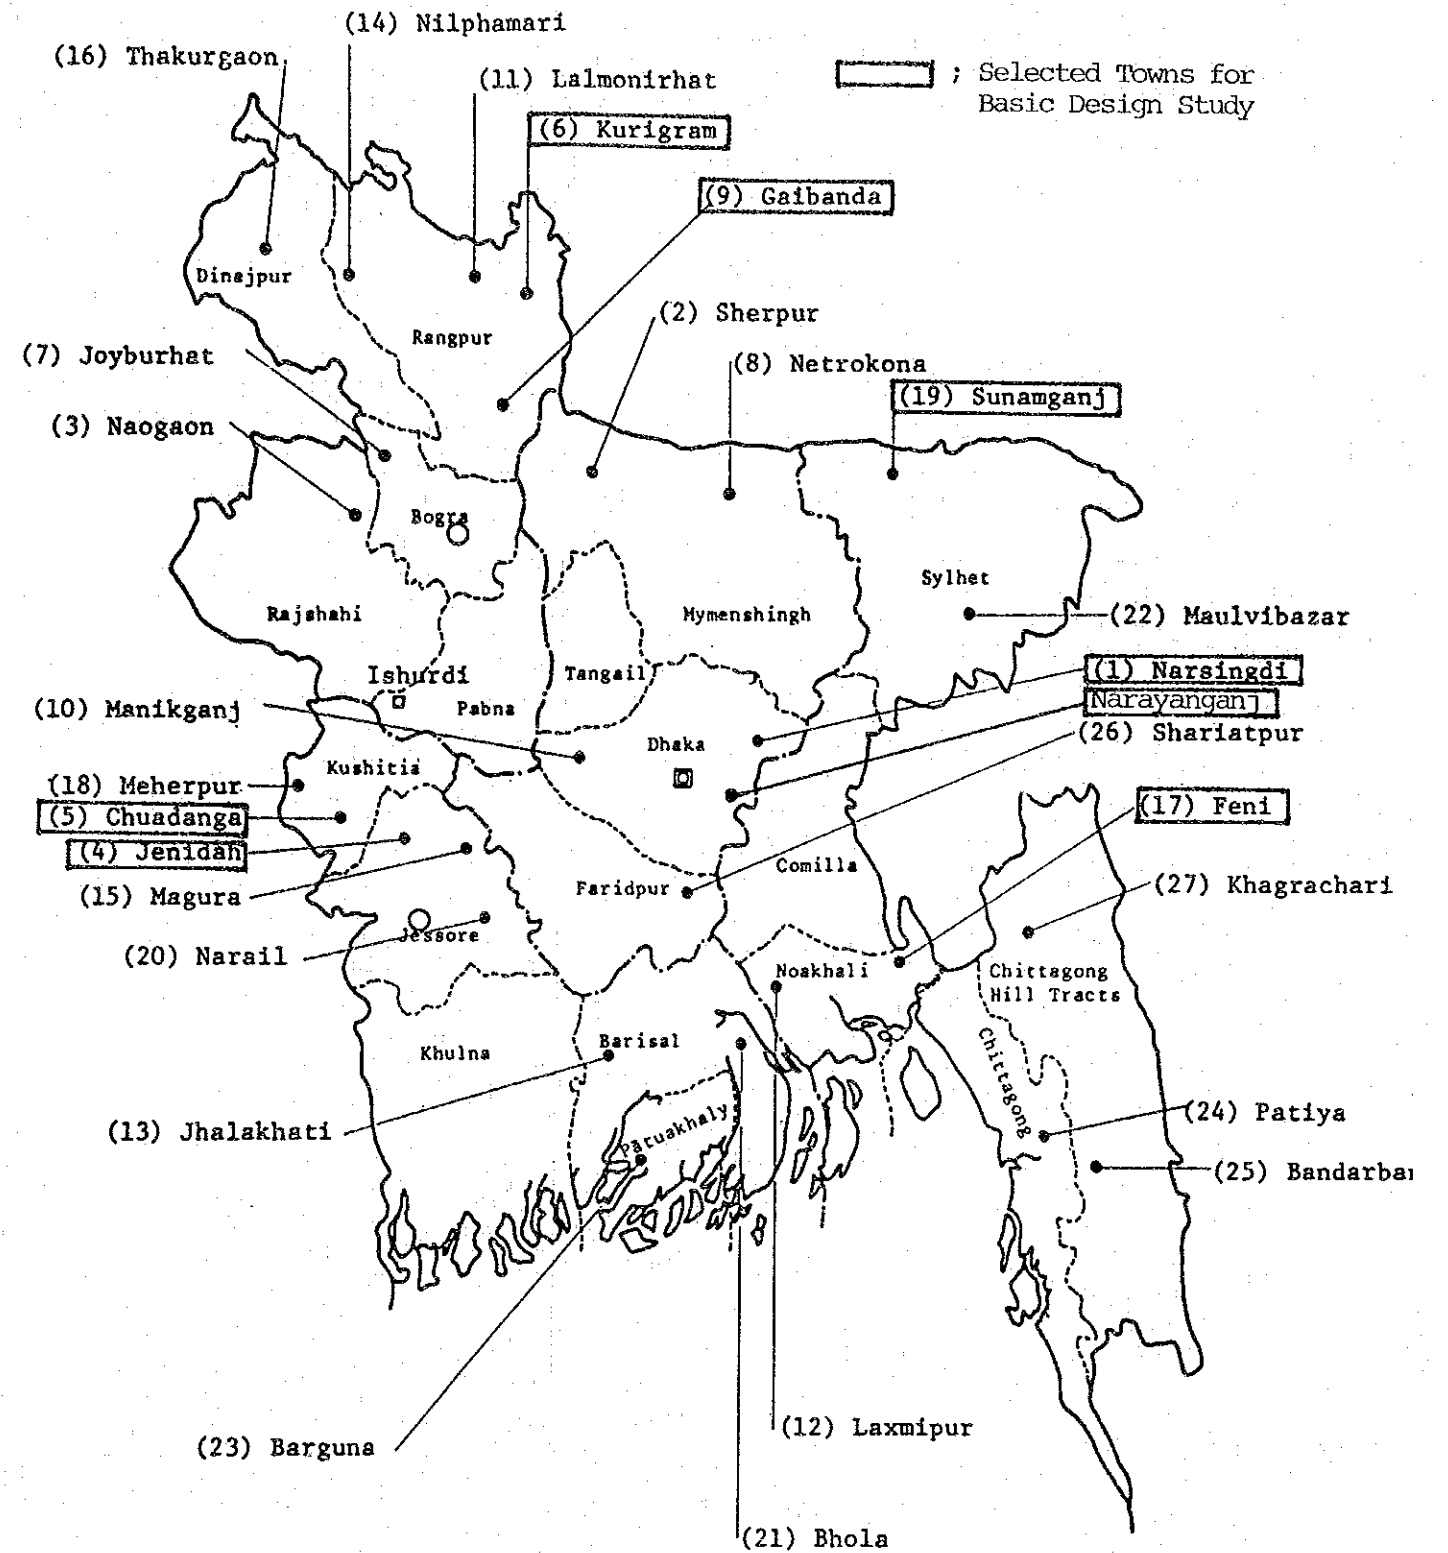 (14) Nilphamari
(16) Thakurgaon
(11) Lalmonirhat
; Selected Towns for
Basic Design Study
(6) Kurigram
(9) Gaibanda
Dinajpur
(2) Sherpur
Rangpur
(7) Joyburhat
(8) Netrokona
(19) Sunamganj
(3) Naogaon
Bogra
Sylhet
Rajshahi
Mymenshingh
(22) Maulvibazar
Ishurdi
Tangail
(1) Narsingdi
(10) Manikganj
Pabna
Narayanganj
Dhaka
(26) Shariatpur
Kushitia
(18) Meherpur
(5) Chuadanga
(17) Feni
(4) Jenidah
Comilla
(15) Magura
Faridpur
(27) Khagrachari
Jessore
(20) Narail
Noakhali
Chittagong
Hill Tracts
Khulna
Barisal
Chittagong
Patuakhaly
(24) Patiya
(13) Jhalakhati
(25) Bandarban
(12) Laxmipur
(23) Barguna
(21) Bhola